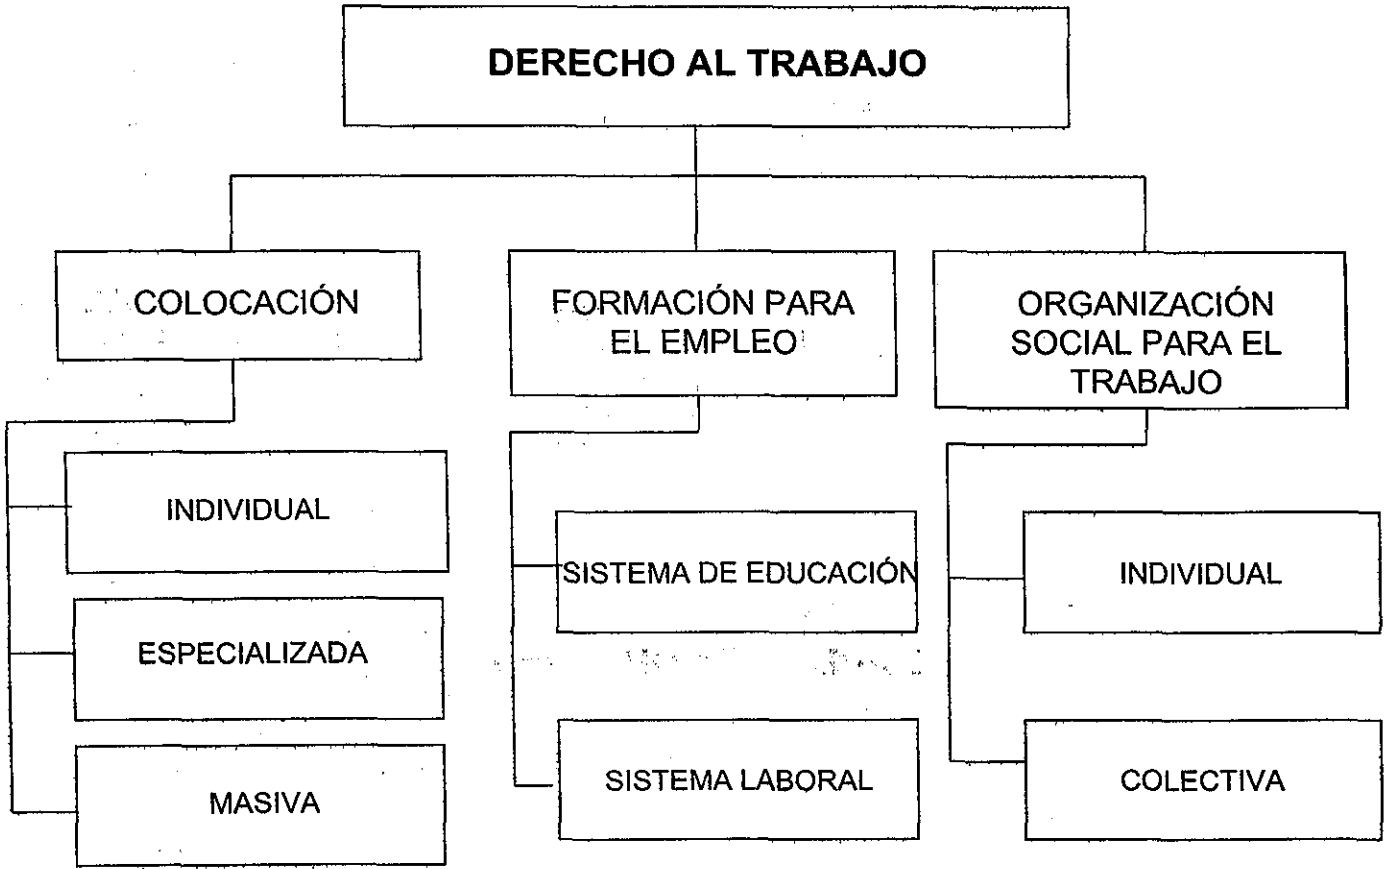 DERECHO AL TRABAJO
COLOCACIÓN
FORMACIÓN PARA
EL EMPLEO
ORGANIZACIÓN
SOCIAL PARA EL
TRABAJO
INDIVIDUAL
ESPECIALIZADA
MASIVA
SISTEMA DE EDUCACIÓN
SISTEMA LABORAL
INDIVIDUAL
COLECTIVA